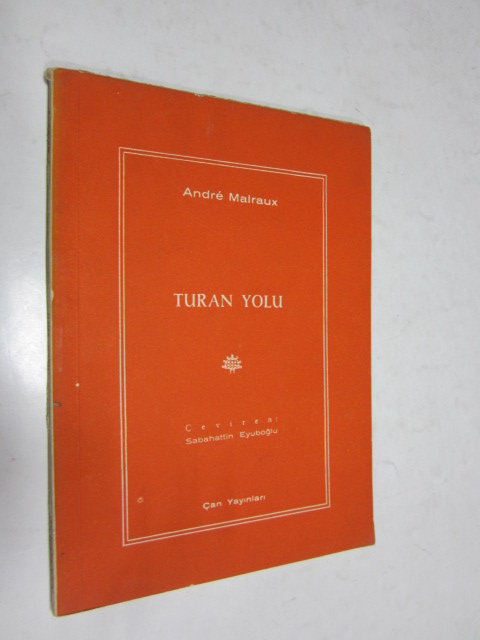 André Malraux
TURAN YOLU
Çeviren:
Sabahattin Eyuboğlu
Çan Yayınları